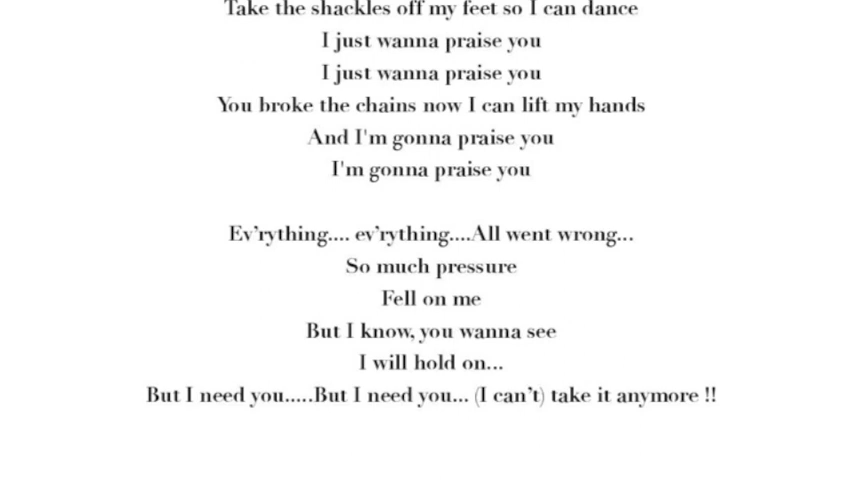 Take the shackles off my feet so I can dance
I just wanna praise you
I just wanna praise you
You broke the chains now I can lift my hands
And I'm gonna praise you
I'm gonna praise you
Ev'rything.... ev'rything....All went wrong...
So much pressure
Fell on me
But I know, you wanna see
I will hold on...
But I need you.....But I need you... (I can't) take it anymore !!